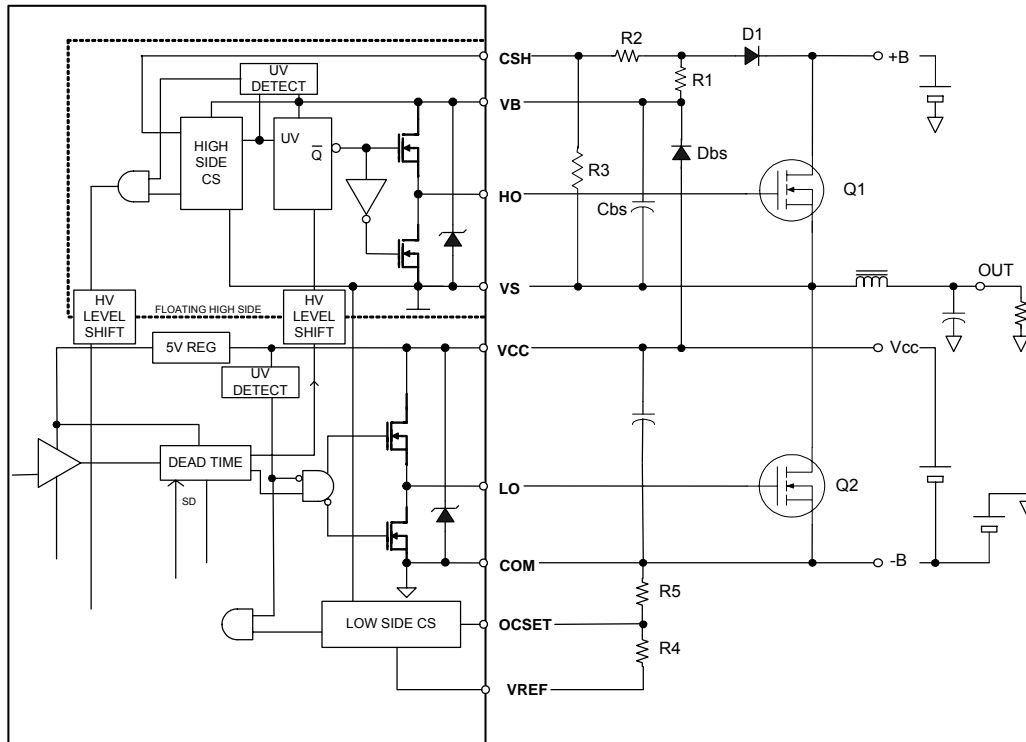 CSH
R2
D1
+B
UV
DETECT
R1
VB
HIGH
SIDE
CS
UV
Q
Dbs
R3
HO
Q1
Cbs
OUT
VS
HV
LEVEL
SHIFT
FLOATING HIGH SIDE
HV
LEVEL
SHIFT
5V REG
VCC
Vcc
UV
DETECT
DEAD TIME
LO
Q2
SD
COM
-B
R5
LOW SIDE CS
OCSET
R4
VREF